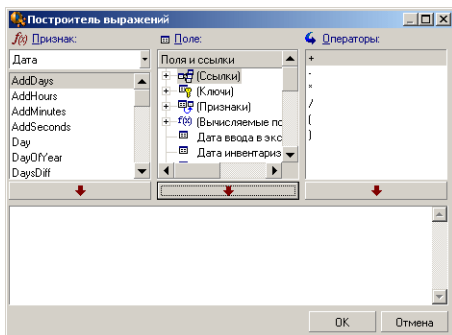 Построитель выражений
f(x) Признак:
Поле:
Операторы:
Дата
AddDays
AddHours
AddMinutes
AddSeconds
Day
DayOfYear
DaysDiff
Поля и ссылки
(Ссылки)
(Ключи)
(Признаки)
f(x) (Вычисляемые пс
Дата ввода в экс
Дата инвентариз
+
-
*
/
(
)
OK
Отмена